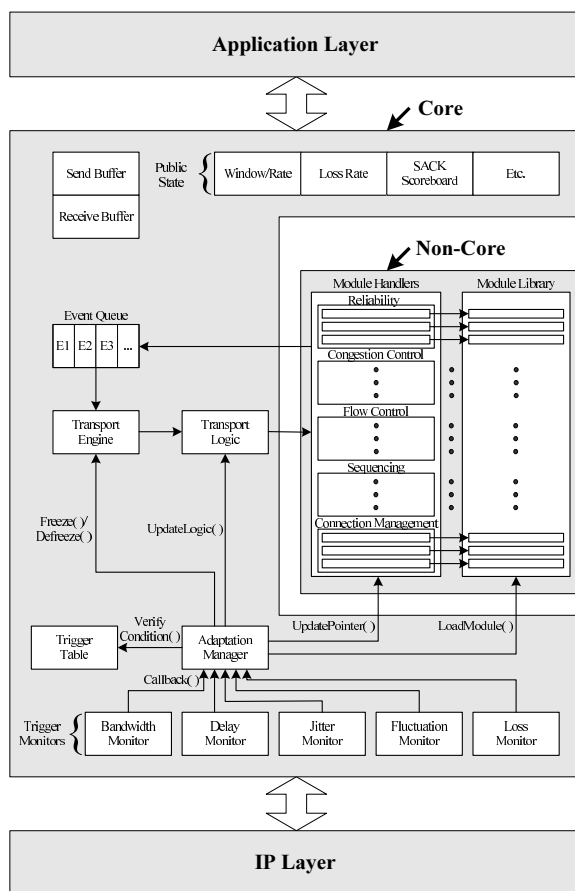 Application Layer
Core
Send Buffer
Receive Buffer
Public
State
Window/Rate
Loss Rate
SACK
Scoreboard
Etc.
Non-Core
Module Handlers
Module Library
Reliability
Event Queue
E1
E2
E3
...
Congestion Control
Flow Control
Transport
Engine
Transport
Logic
Sequencing
Freeze( )/
Defreeze( )
UpdateLogic( )
Connection Management
Verify
Condition( )
UpdatePointer( )
LoadModule( )
Trigger
Table
Adaptation
Manager
Callback( )
Trigger
Monitors
Bandwidth
Monitor
Delay
Monitor
Jitter
Monitor
Fluctuation
Monitor
Loss
Monitor
IP Layer